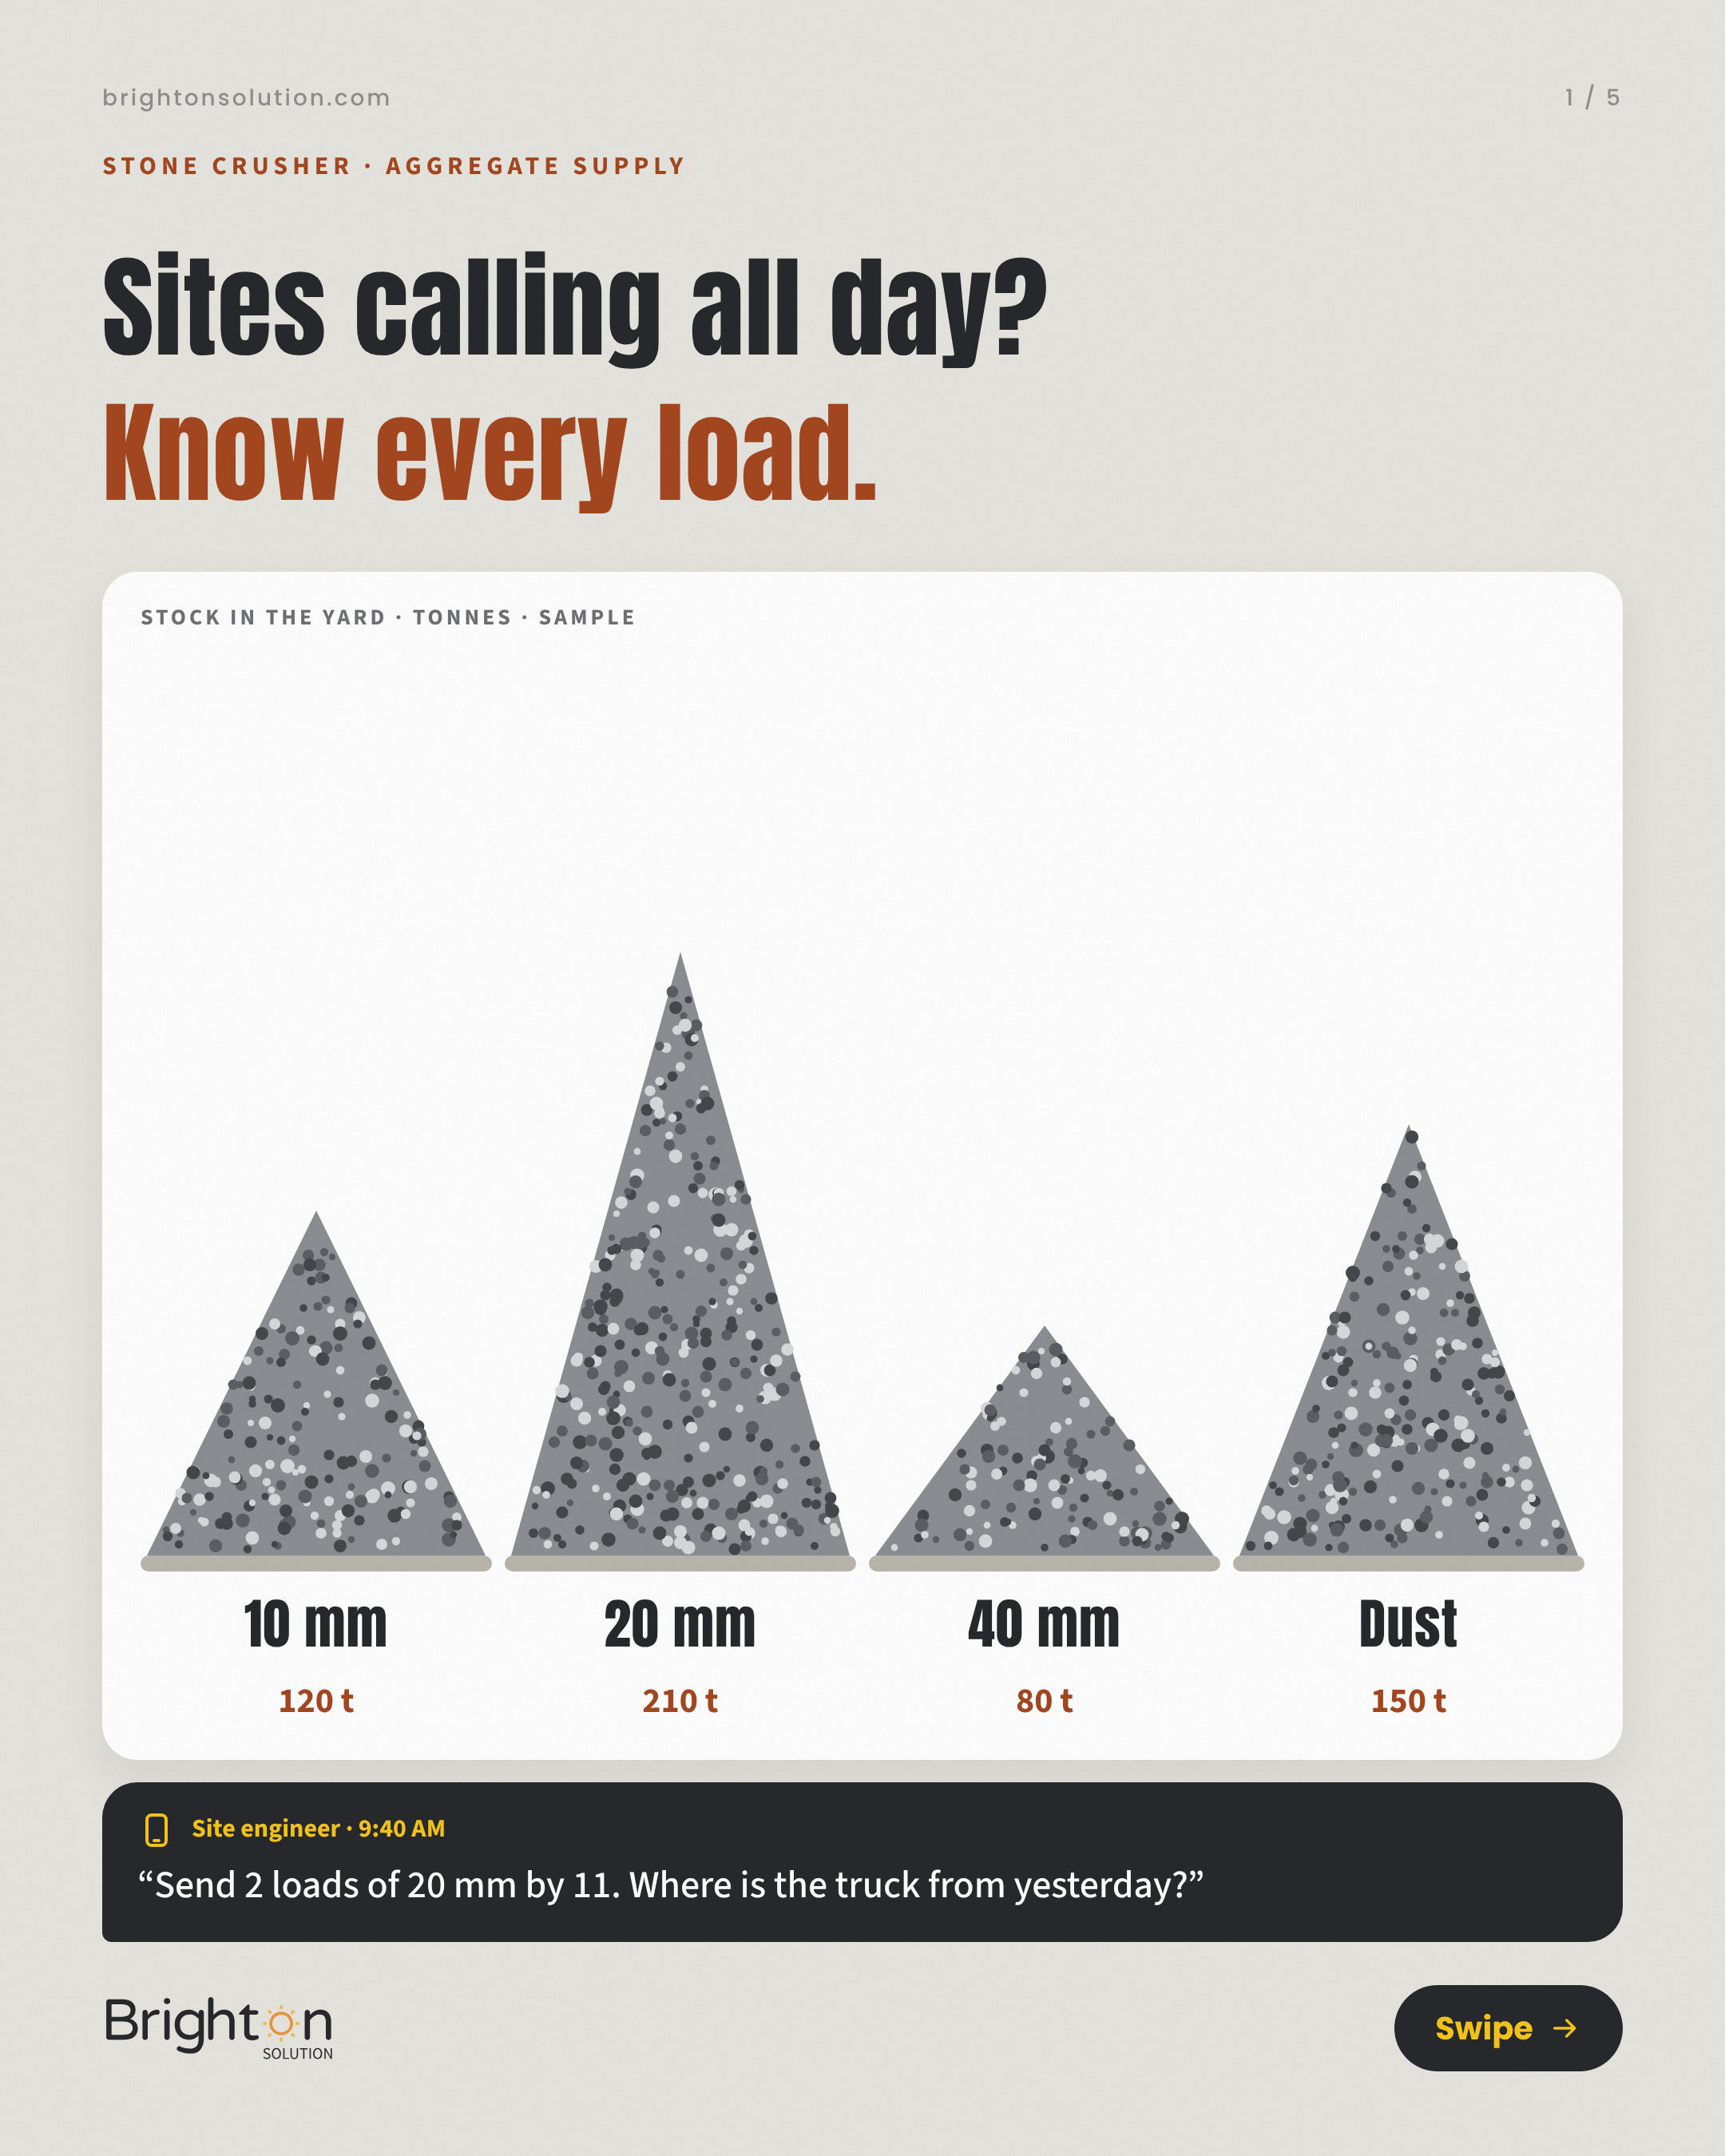 brightonsolution.com
1 / 5
STONE CRUSHER · AGGREGATE SUPPLY
Sites calling all day?
Know every load.
STOCK IN THE YARD · TONNES · SAMPLE
10 mm
20 mm
40 mm
Dust
120 t
210 t
80 t
150 t
Site engineer · 9:40 AM
“Send 2 loads of 20 mm by 11. Where is the truck from yesterday?”
Brighton
SOLUTION
Swipe →